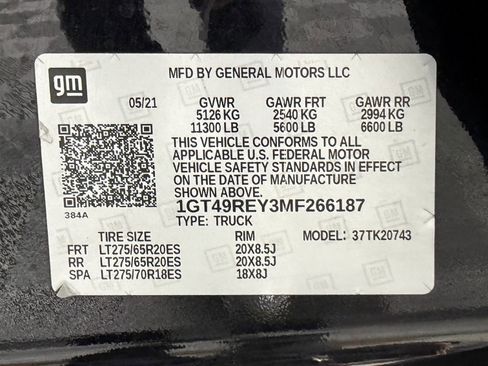 gm
MFD BY GENERAL MOTORS LLC
05/21 GVWR GAWR FRT GAWR RR
5126 KG 2540 KG 2994 KG
11300 LB 5600 LB 6600 LB
THIS VEHICLE CONFORMS TO ALL
APPLICABLE U.S. FEDERAL MOTOR
VEHICLE SAFETY STANDARDS IN EFFECT
ON THE DATE OF MANUFACTURE
SHOWN ABOVE.
1GT49REY3MF266187
384A
TYPE: TRUCK
TIRE SIZE RIM MODEL: 37TK20743
FRT LT275/65R20ES 20X8.5J
RR LT275/65R20ES 20X8.5J
SPA LT275/70R18ES 18X8J